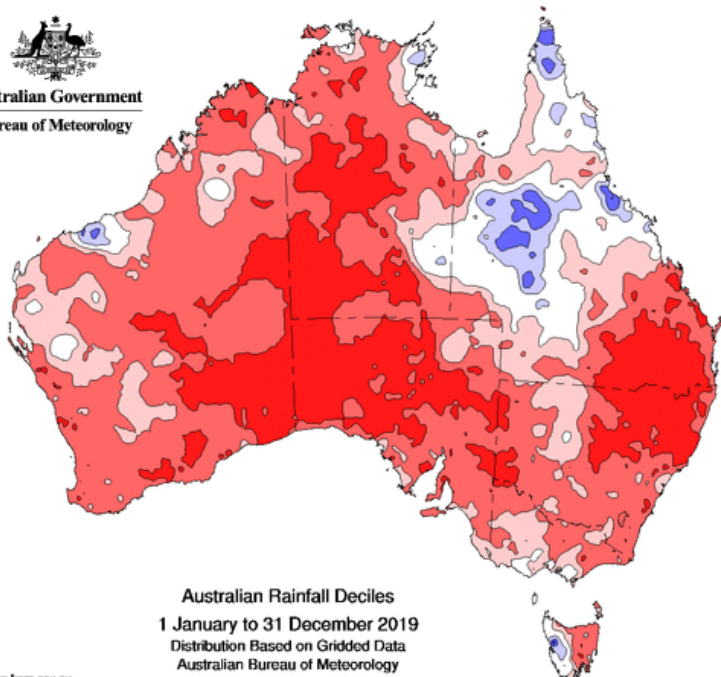 tralian Government
reau of Meteorology
Australian Rainfall Deciles
1 January to 31 December 2019
Distribution Based on Gridded Data
Australian Bureau of Meteorology